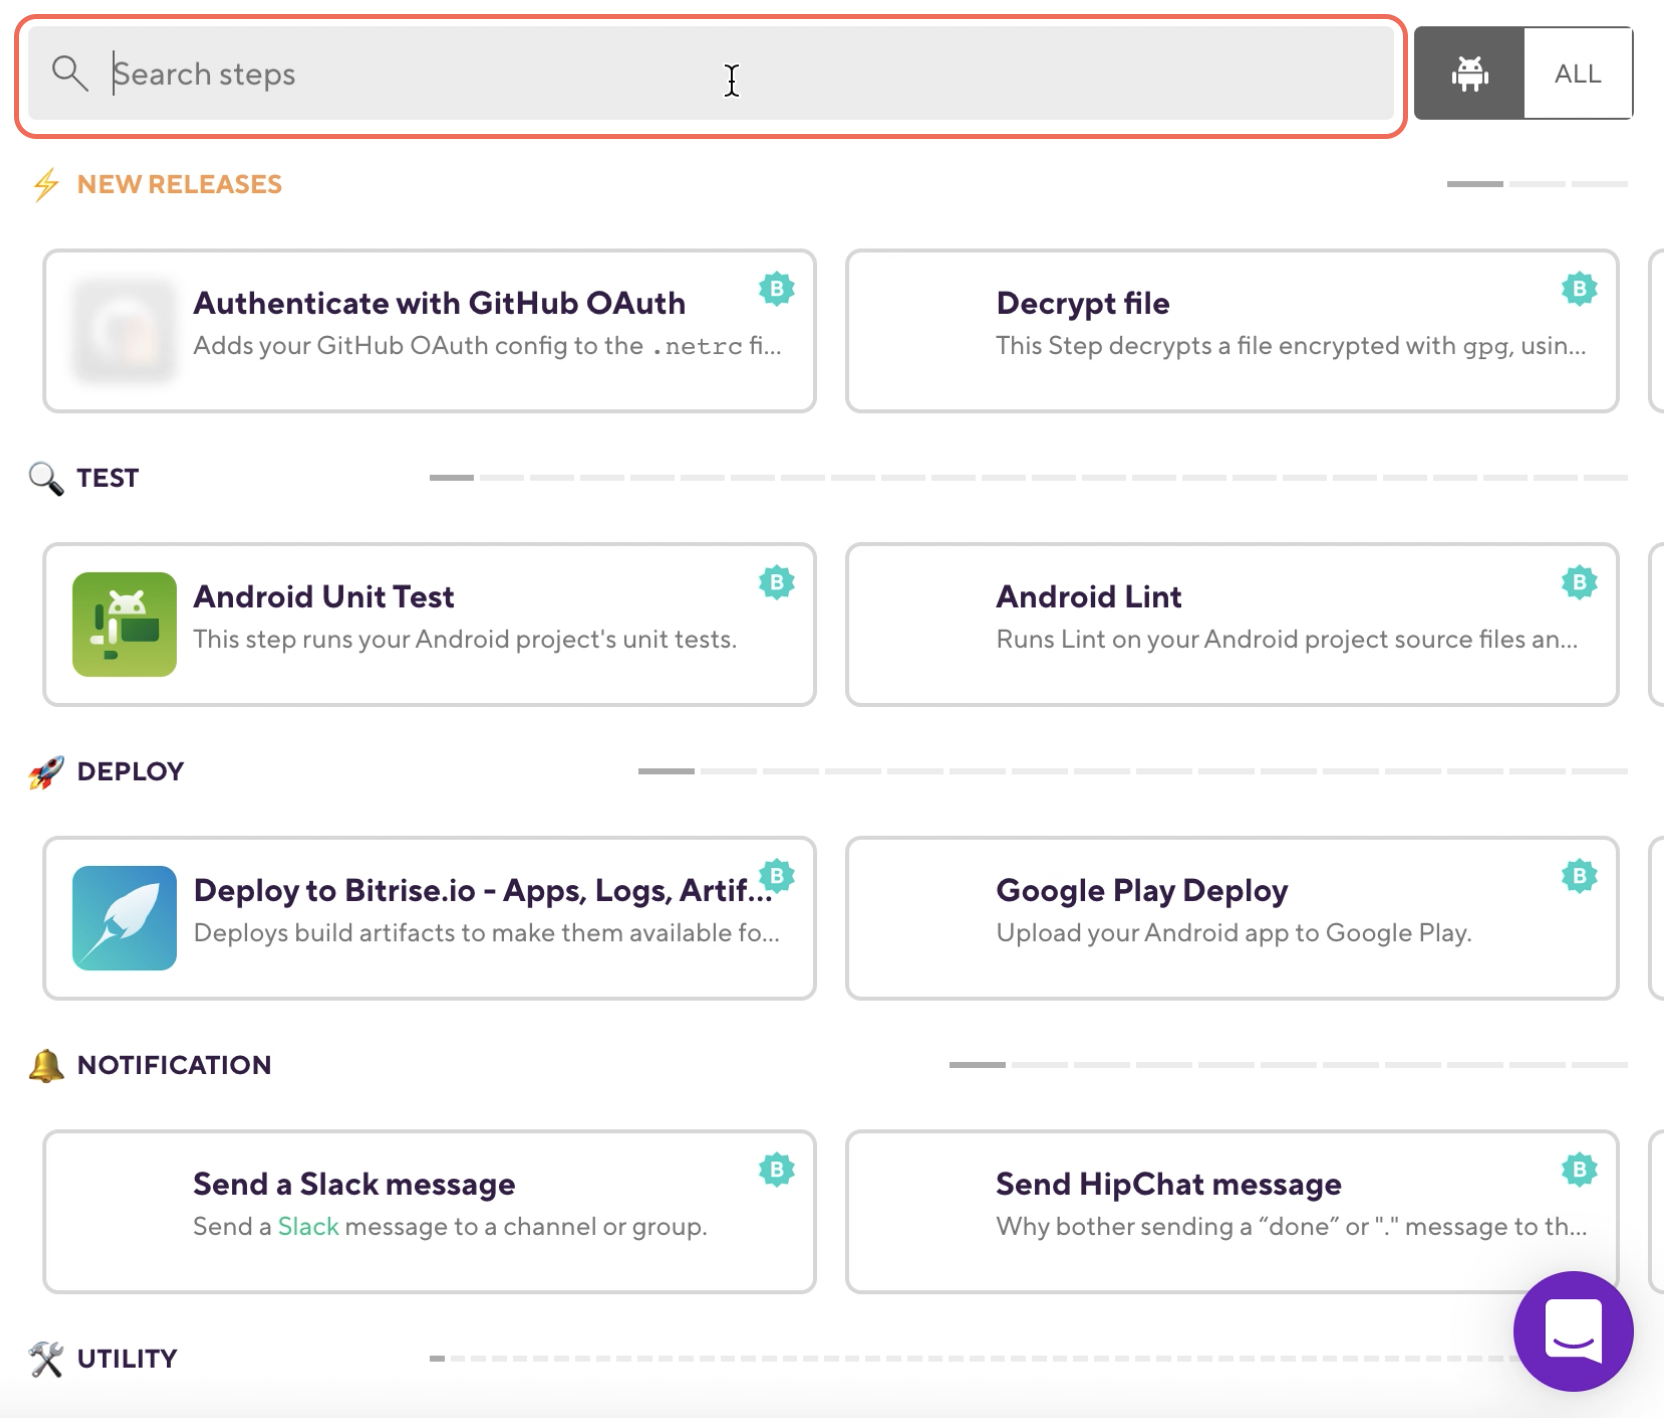 Search steps
ALL
NEW RELEASES
Authenticate with GitHub OAuth
B
Adds your GitHub OAuth config to the .netrc fi...
Decrypt file
B
This Step decrypts a file encrypted with gpg, usin...
TEST
Android Unit Test
B
This step runs your Android project's unit tests.
Android Lint
B
Runs Lint on your Android project source files an...
DEPLOY
Deploy to Bitrise.io - Apps, Logs, Artif...
B
Deploys build artifacts to make them available fo...
Google Play Deploy
B
Upload your Android app to Google Play.
NOTIFICATION
Send a Slack message
B
Send a Slack message to a channel or group.
Send HipChat message
B
Why bother sending a “done” or "." message to th...
UTILITY